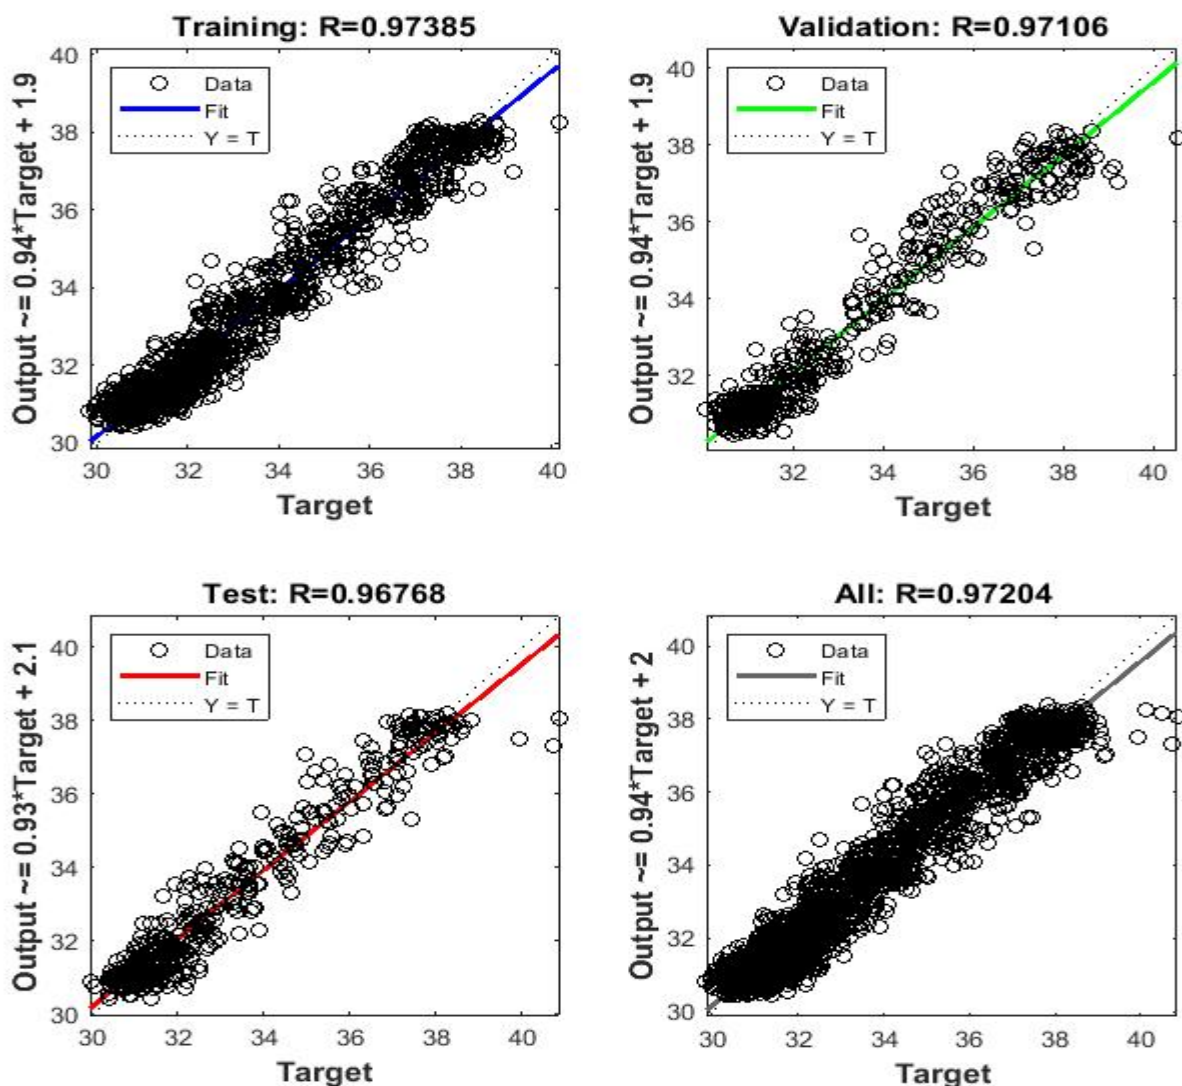 Training: R=0.97385
Output ~= 0.94*Target + 1.9
Data
Fit
Y = T
40
38
36
34
32
30
30 32 34 36 38 40
Target
Validation: R=0.97106
Output ~= 0.94*Target + 1.9
Data
Fit
Y = T
40
38
36
34
32
32 34 36 38 40
Target
Test: R=0.96768
Output ~= 0.93*Target + 2.1
Data
Fit
Y = T
40
38
36
34
32
30
30 32 34 36 38 40
Target
All: R=0.97204
Output ~= 0.94*Target + 2
Data
Fit
Y = T
40
38
36
34
32
30
30 32 34 36 38 40
Target